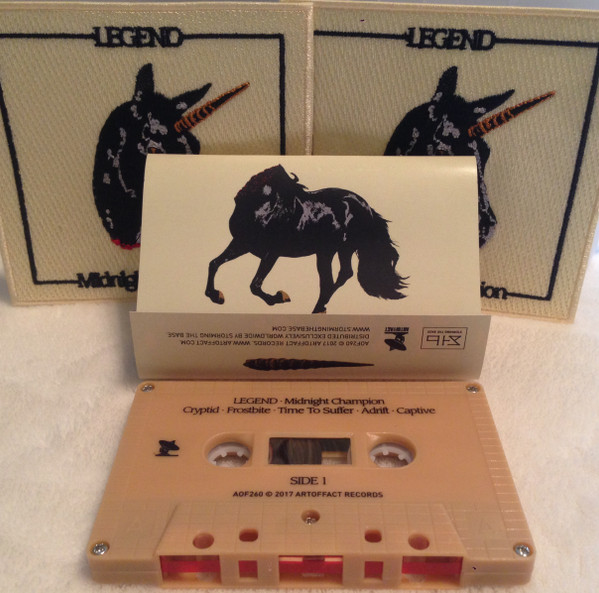 LEGEND
LEGEND
Midnight
ion
AOF260 © 2017 ARTOFFACT RECORDS. WWW.ARTOFFACT.COM
DISTRIBUTED EXCLUSIVELY WORLDWIDE BY STORMING THE BASE.
WWW.STORMINGTHEBASE.COM
LEGEND · Midnight Champion
Cryptid · Frostbite · Time To Suffer · Adrift · Captive
SIDE 1
AOF260 © 2017 ARTOFFACT RECORDS